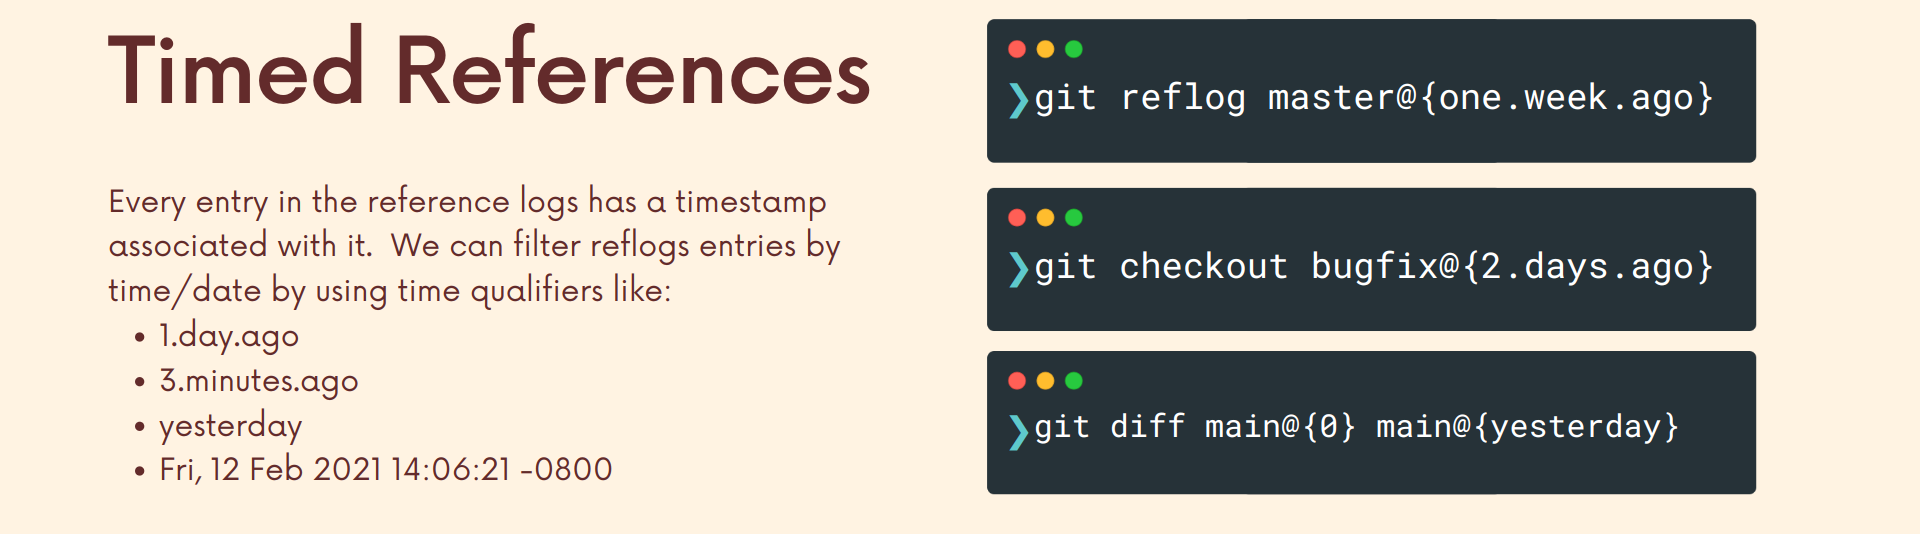 Timed References
Every entry in the reference logs has a timestamp
associated with it.  We can filter reflogs entries by
time/date by using time qualifiers like:
• 1.day.ago
• 3.minutes.ago
• yesterday
• Fri, 12 Feb 2021 14:06:21 -0800
❯git reflog master@{one.week.ago}
❯git checkout bugfix@{2.days.ago}
❯git diff main@{0} main@{yesterday}